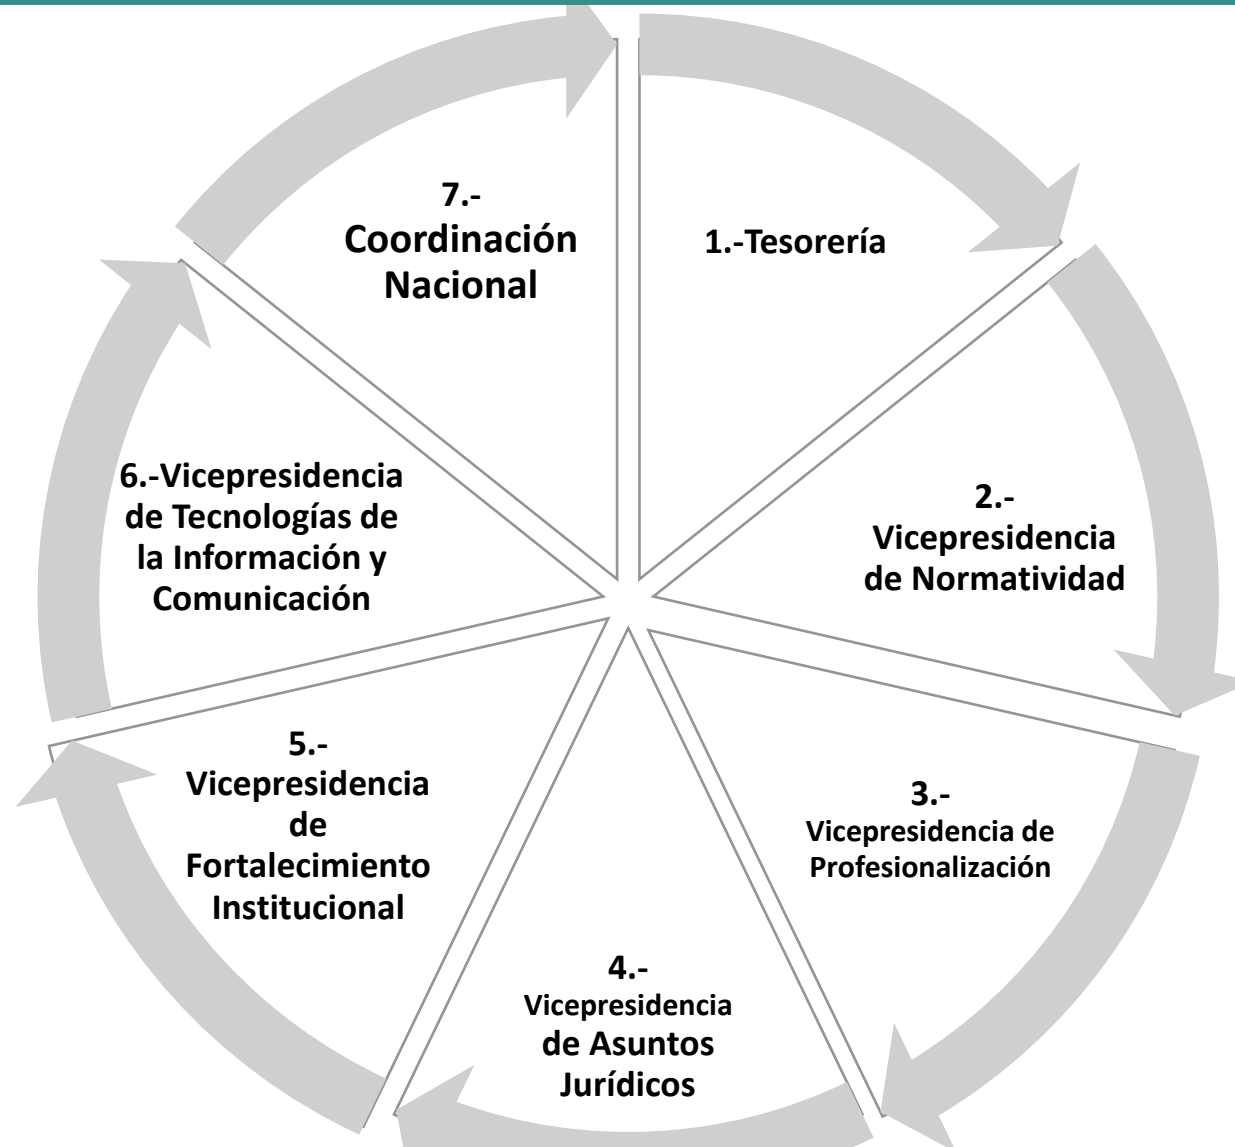 1.-Tesorería
2.-
Vicepresidencia
de Normatividad
3.-
Vicepresidencia de
Profesionalización
4.-
Vicepresidencia
de Asuntos
Jurídicos
5.-
Vicepresidencia
de
Fortalecimiento
Institucional
6.-Vicepresidencia
de Tecnologías de
la Información y
Comunicación
7.-
Coordinación
Nacional